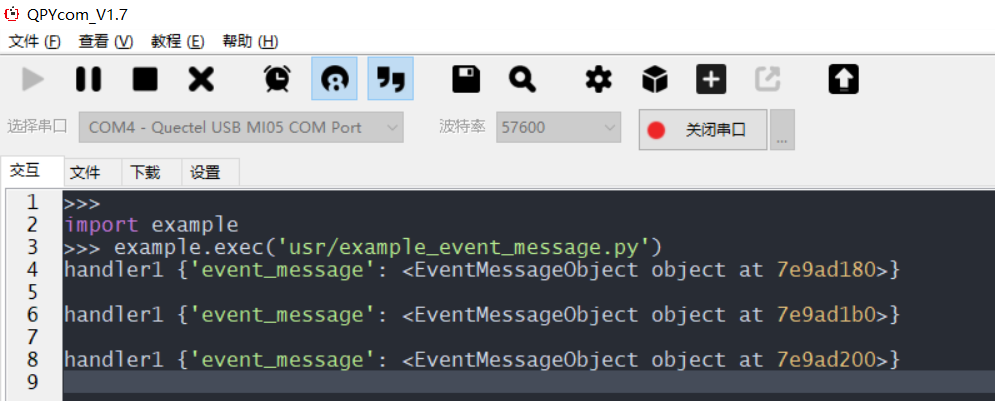 QPYcom_V1.7
文件 (F) 查看 (V) 教程 (E) 帮助 (H)
选择串口 COM4 - Quectel USB MI05 COM Port 波特率 57600 关闭串口 ...
交互 文件 下载 设置
1 >>>
2 import example
3 >>> example.exec('usr/example_event_message.py')
4 handler1 {'event_message': <EventMessageObject object at 7e9ad180>}
5
6 handler1 {'event_message': <EventMessageObject object at 7e9ad1b0>}
7
8 handler1 {'event_message': <EventMessageObject object at 7e9ad200>}
9